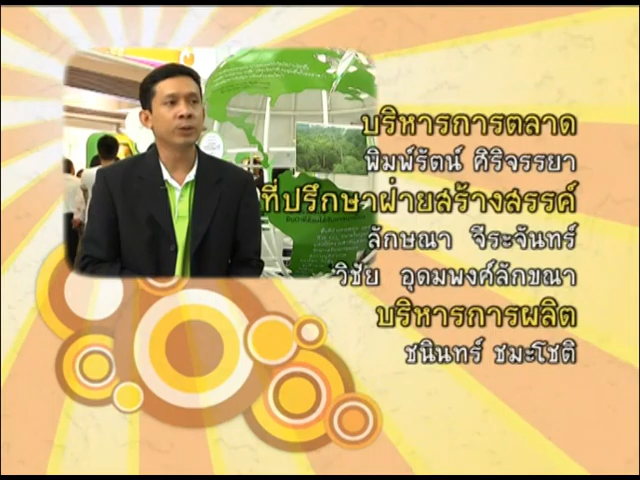 บริหารการตลาด
พิมพ์รัตน์ ศิริจรรยา
ที่ปรึกษาฝ่ายสร้างสรรค์
ลักษณา จีระจันทร์
วิชัย อุดมพงศ์ลักขณา
บริหารการผลิต
ชนินทร์ ชมะโชติ